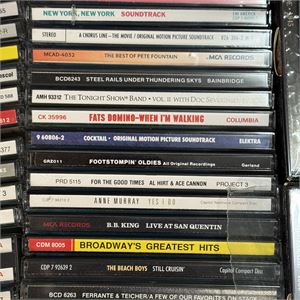 NEW YORK, NEW YORK SOUNDTRACK
STEREO A CHORUS LINE - THE MOVIE / ORIGINAL MOTION PICTURE SOUNDTRACK
MCAD-4032 THE BEST OF PETE FOUNTAIN MCA RECORDS
BCD6243 STEEL RAILS UNDER THUNDERING SKYS BAINBRIDGE
AMH 93312 THE TONIGHT SHOW BAND - VOL. II WITH DOC SEVERINSEN
CK 35996 FATS DOMINO–WHEN I'M WALKING COLUMBIA
9 60806-2 COCKTAIL · ORIGINAL MOTION PICTURE SOUNDTRACK ELEKTRA
GRZ011 FOOTSTOMPIN' OLDIES All Original Recordings Garland
PRD 5115 FOR THE GOOD TIMES AL HIRT & ACE CANNON PROJECT 3
ANNE MURRAY YES I DO
MCA RECORDS B.B. KING LIVE AT SAN QUENTIN
CDM 8005 BROADWAY'S GREATEST HITS
CDP 7 92639 2 THE BEACH BOYS STILL CRUISIN' Capitol Compact Disc
BCD 6263 FERRANTE & TEICHER/A FEW OF OUR FAVORITES ON STAGE